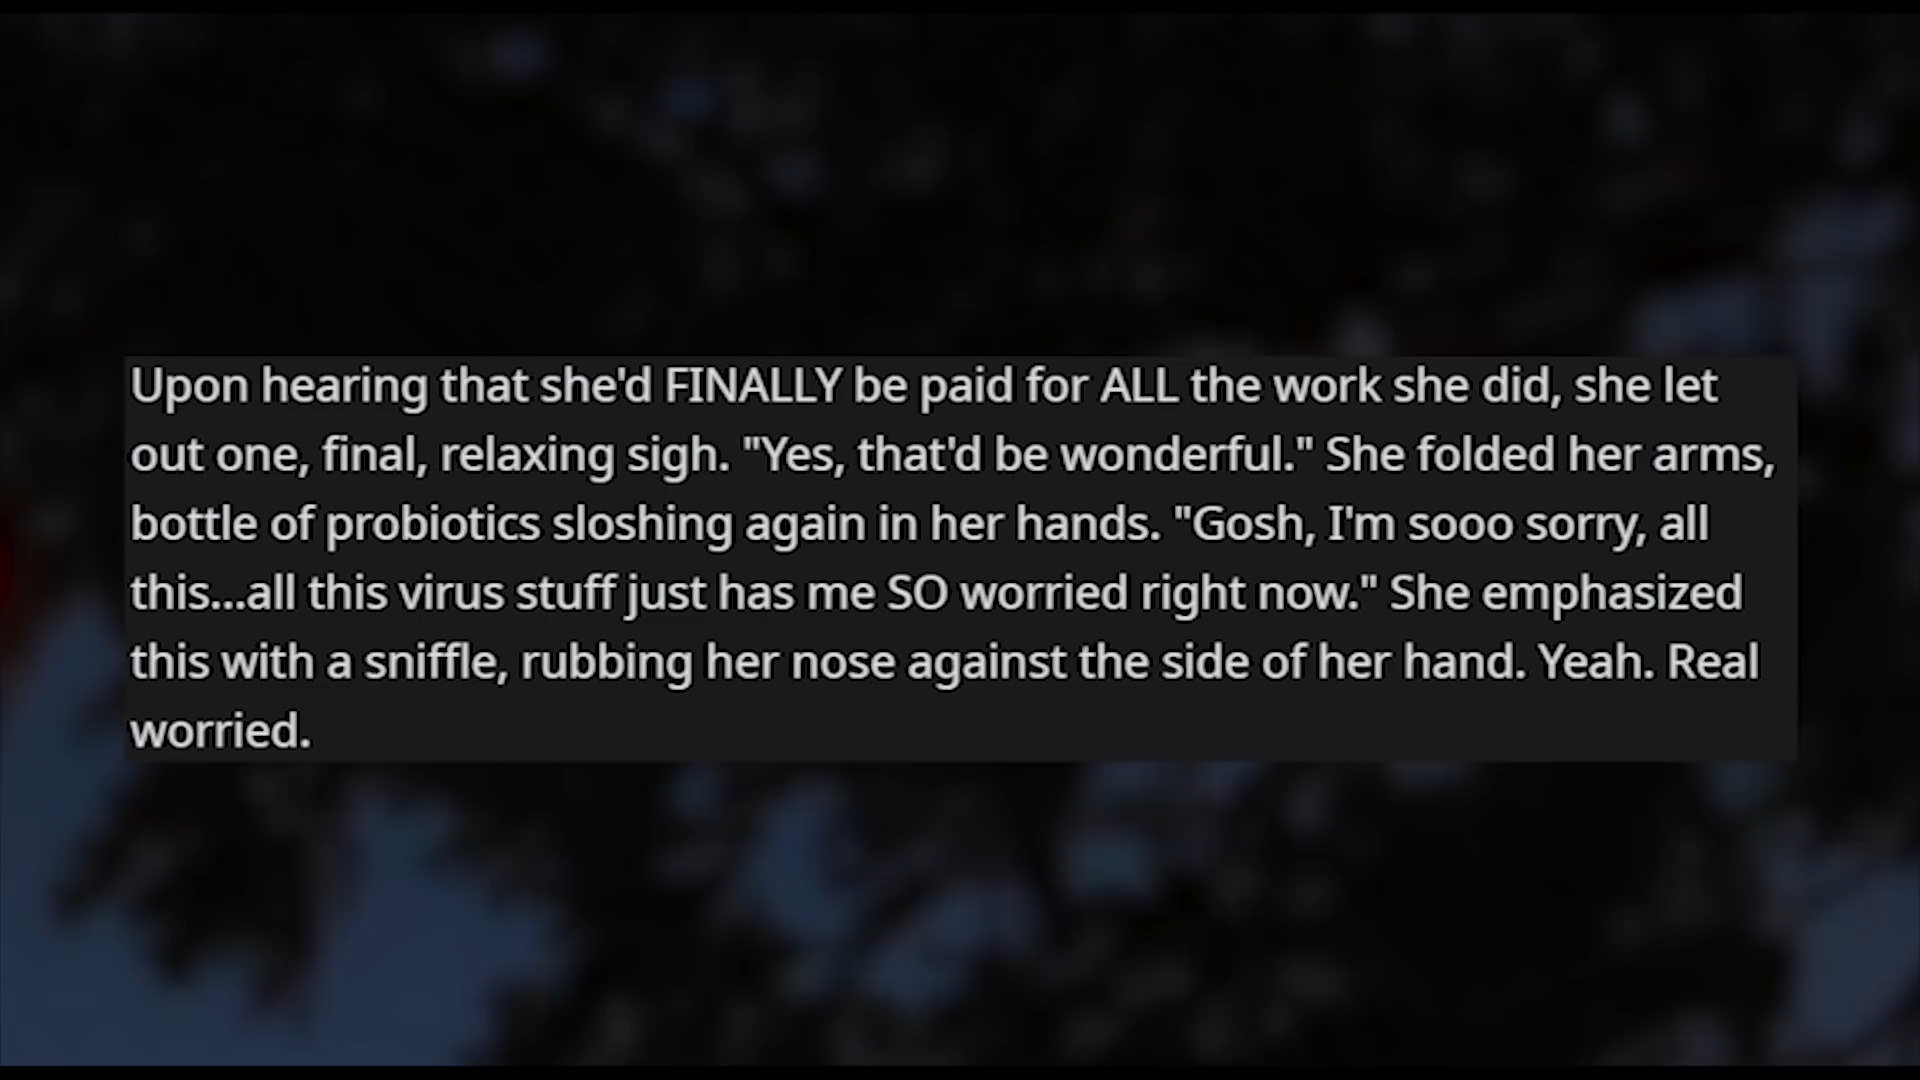 Upon hearing that she'd FINALLY be paid for ALL the work she did, she let
out one, final, relaxing sigh. "Yes, that'd be wonderful." She folded her arms,
bottle of probiotics sloshing again in her hands. "Gosh, I'm sooo sorry, all
this...all this virus stuff just has me SO worried right now." She emphasized
this with a sniffle, rubbing her nose against the side of her hand. Yeah. Real
worried.